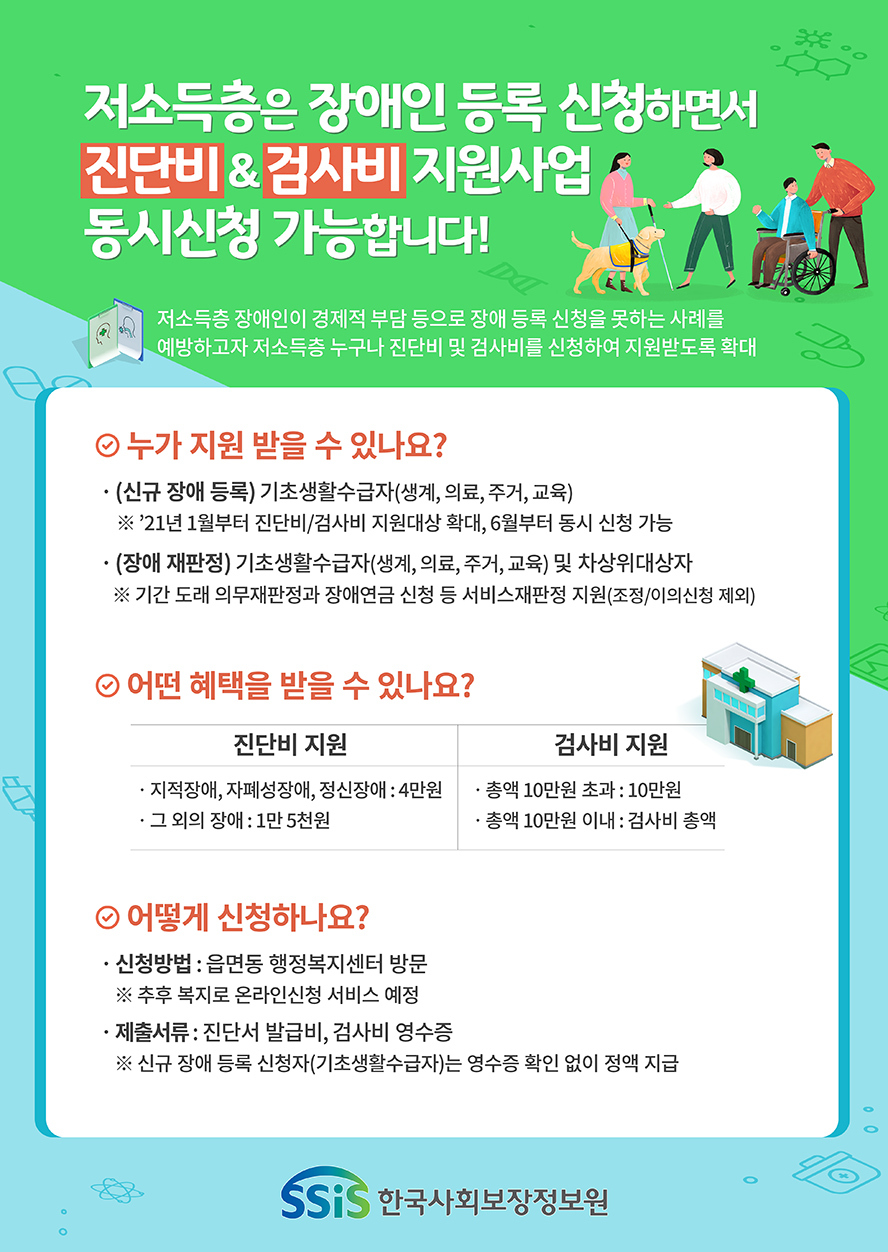 저소득층은 장애인 등록 신청하면서
진단비 & 검사비 지원사업
동시신청 가능합니다!
저소득층 장애인이 경제적 부담 등으로 장애 등록 신청을 못하는 사례를
예방하고자 저소득층 누구나 진단비 및 검사비를 신청하여 지원받도록 확대
누가 지원 받을 수 있나요?
· (신규 장애 등록) 기초생활수급자(생계, 의료, 주거, 교육)
※ ’21년 1월부터 진단비/검사비 지원대상 확대, 6월부터 동시 신청 가능
· (장애 재판정) 기초생활수급자(생계, 의료, 주거, 교육) 및 차상위대상자
※ 기간 도래 의무재판정과 장애연금 신청 등 서비스재판정 지원(조정/이의신청 제외)
어떤 혜택을 받을 수 있나요?
진단비 지원
· 지적장애, 자폐성장애, 정신장애 : 4만원
· 그 외의 장애 : 1만 5천원
검사비 지원
· 총액 10만원 초과 : 10만원
· 총액 10만원 이내 : 검사비 총액
어떻게 신청하나요?
· 신청방법 : 읍면동 행정복지센터 방문
※ 추후 복지로 온라인신청 서비스 예정
· 제출서류 : 진단서 발급비, 검사비 영수증
※ 신규 장애 등록 신청자(기초생활수급자)는 영수증 확인 없이 정액 지급
SSiS 한국사회보장정보원